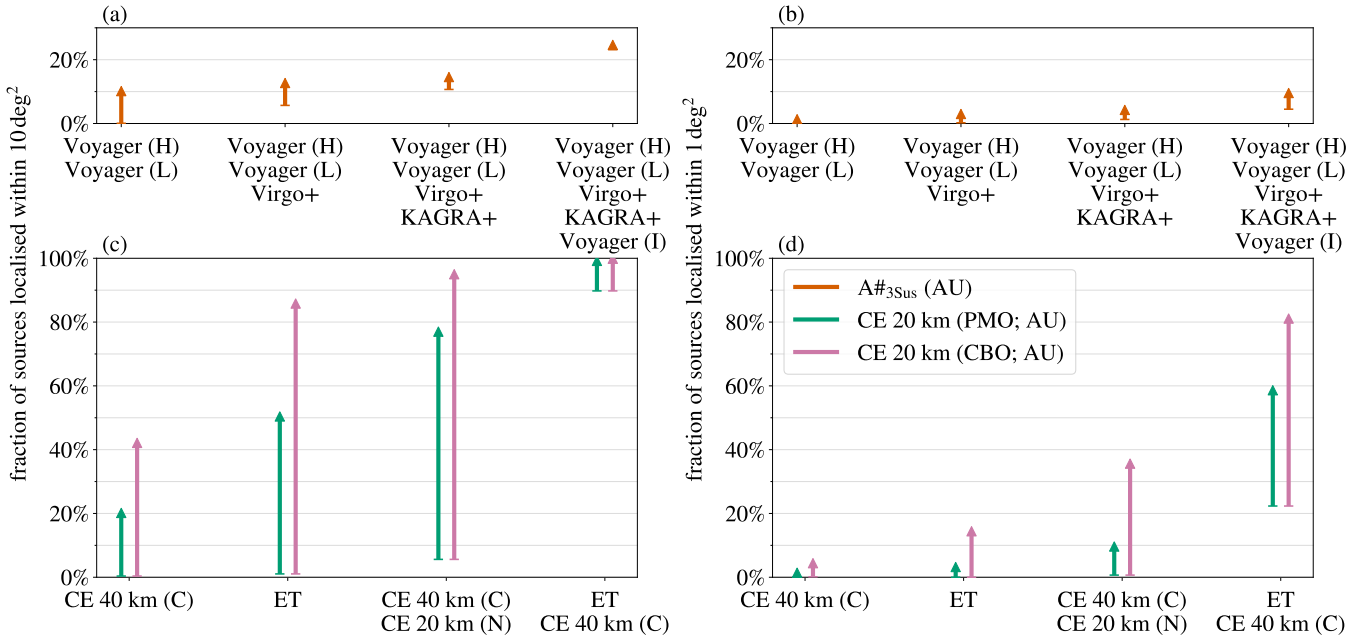 (a)
fraction of sources localised within 10 deg²
20%
0%
Voyager (H)
Voyager (L)
Voyager (H)
Voyager (L)
Virgo+
Voyager (H)
Voyager (L)
Virgo+
KAGRA+
Voyager (H)
Voyager (L)
Virgo+
KAGRA+
Voyager (I)
(b)
fraction of sources localised within 1 deg²
20%
0%
Voyager (H)
Voyager (L)
Voyager (H)
Voyager (L)
Virgo+
Voyager (H)
Voyager (L)
Virgo+
KAGRA+
Voyager (H)
Voyager (L)
Virgo+
KAGRA+
Voyager (I)
(c)
100%
80%
60%
40%
20%
0%
CE 40 km (C)
ET
CE 40 km (C)
CE 20 km (N)
ET
CE 40 km (C)
(d)
100%
80%
60%
40%
20%
0%
A#3Sus (AU)
CE 20 km (PMO; AU)
CE 20 km (CBO; AU)
CE 40 km (C)
ET
CE 40 km (C)
CE 20 km (N)
ET
CE 40 km (C)